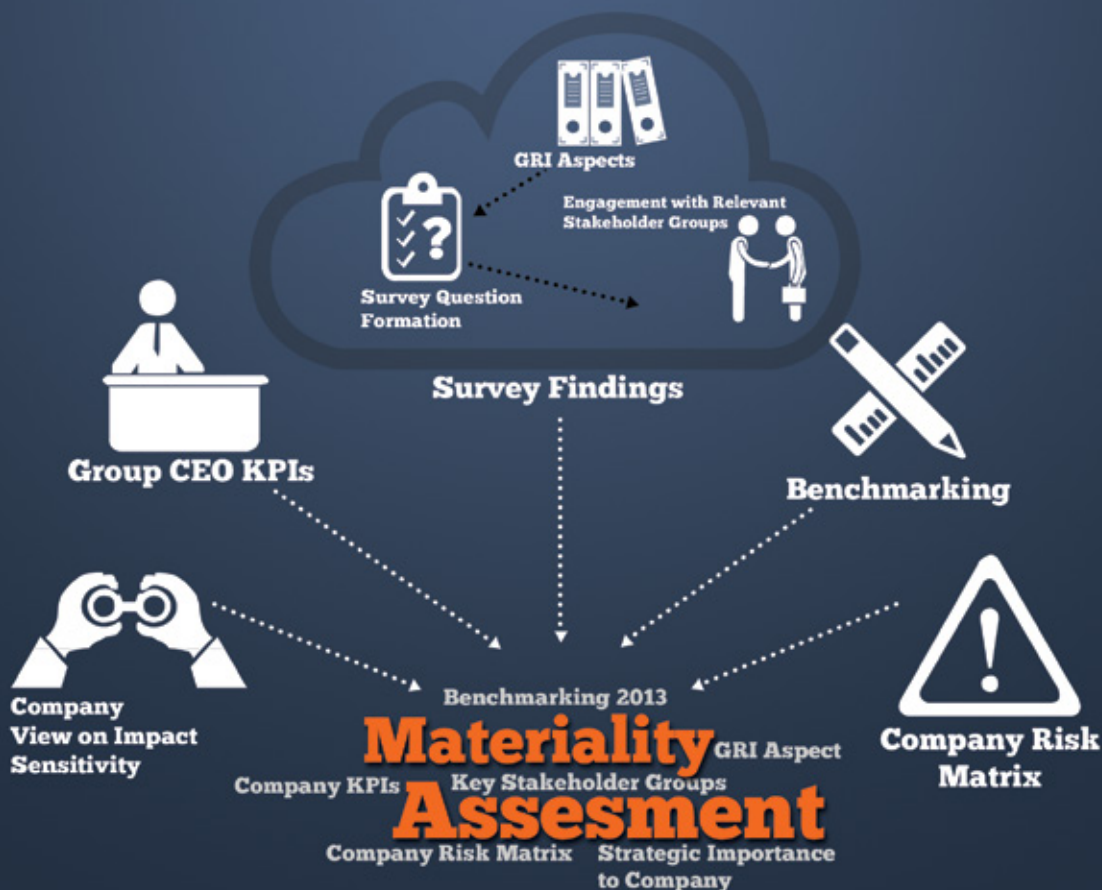 GRI Aspects
Engagement with Relevant
Stakeholder Groups
?
Survey Question
Formation
Survey Findings
Group CEO KPIs
Benchmarking
!
Company
View on Impact
Sensitivity
Company Risk
Matrix
Benchmarking 2013
Materiality
GRI Aspect
Company KPIs
Key Stakeholder Groups
Assesment
Company Risk Matrix
Strategic Importance
to Company